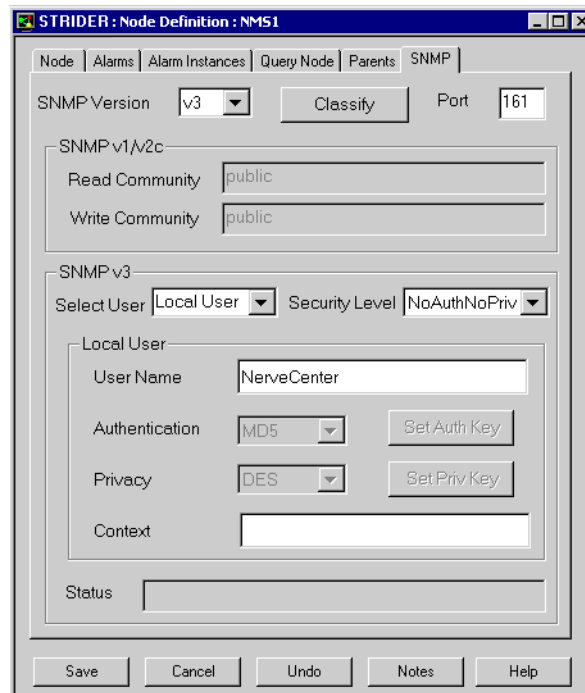 STRIDER : Node Definition : NMS1
Node Alarms Alarm Instances Query Node Parents SNMP
SNMP Version v3 Classify Port 161
SNMP v1/v2c
Read Community public
Write Community public
SNMP v3
Select User Local User Security Level NoAuthNoPriv
Local User
User Name NerveCenter
Authentication MD5 Set Auth Key
Privacy DES Set Priv Key
Context
Status
Save Cancel Undo Notes Help